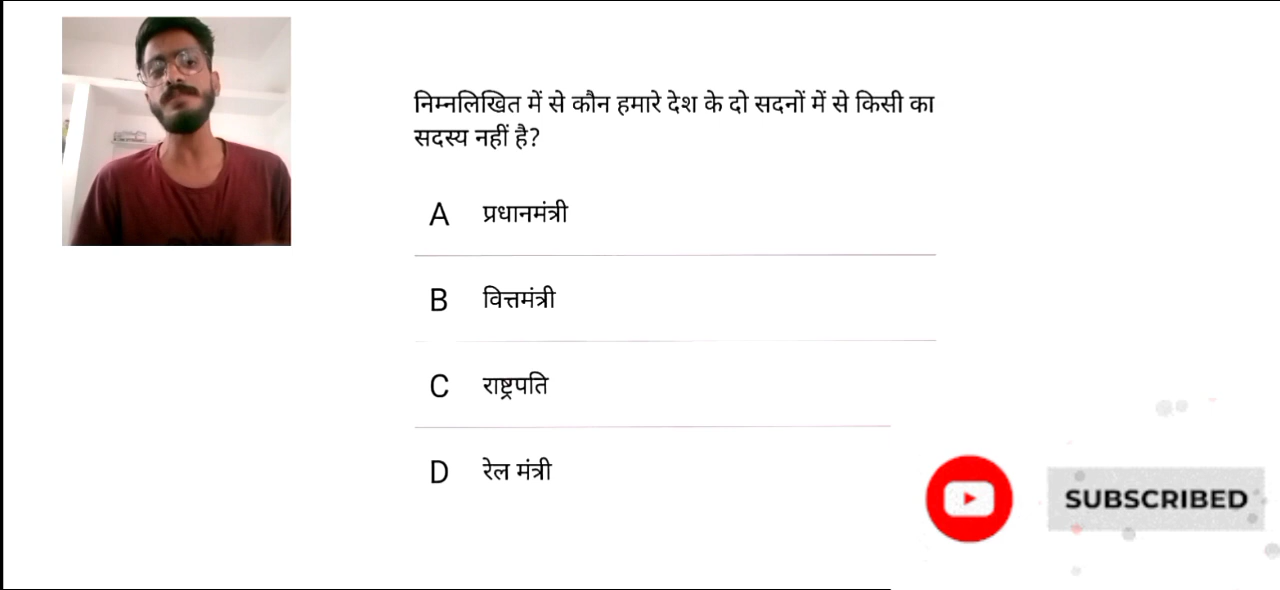 निम्नलिखित में से कौन हमारे देश के दो सदनों में से किसी का
सदस्य नहीं है?
A प्रधानमंत्री
B वित्तमंत्री
C राष्ट्रपति
D रेल मंत्री
SUBSCRIBED